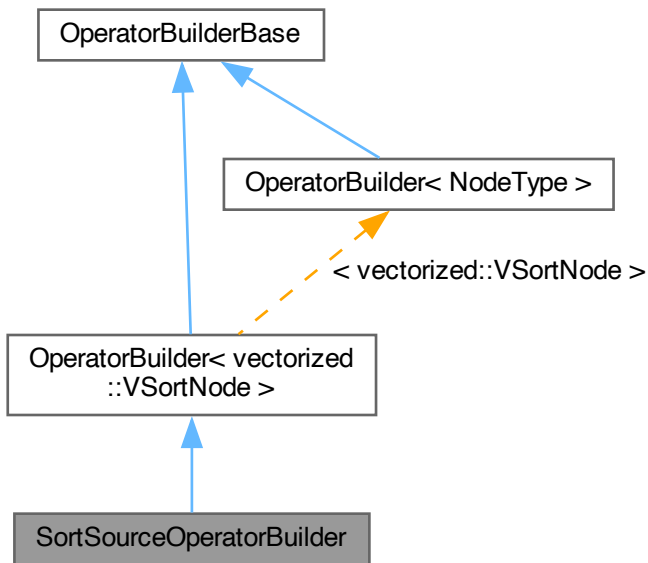 OperatorBuilderBase
OperatorBuilder< NodeType >
< vectorized::VSortNode >
OperatorBuilder< vectorized
::VSortNode >
SortSourceOperatorBuilder